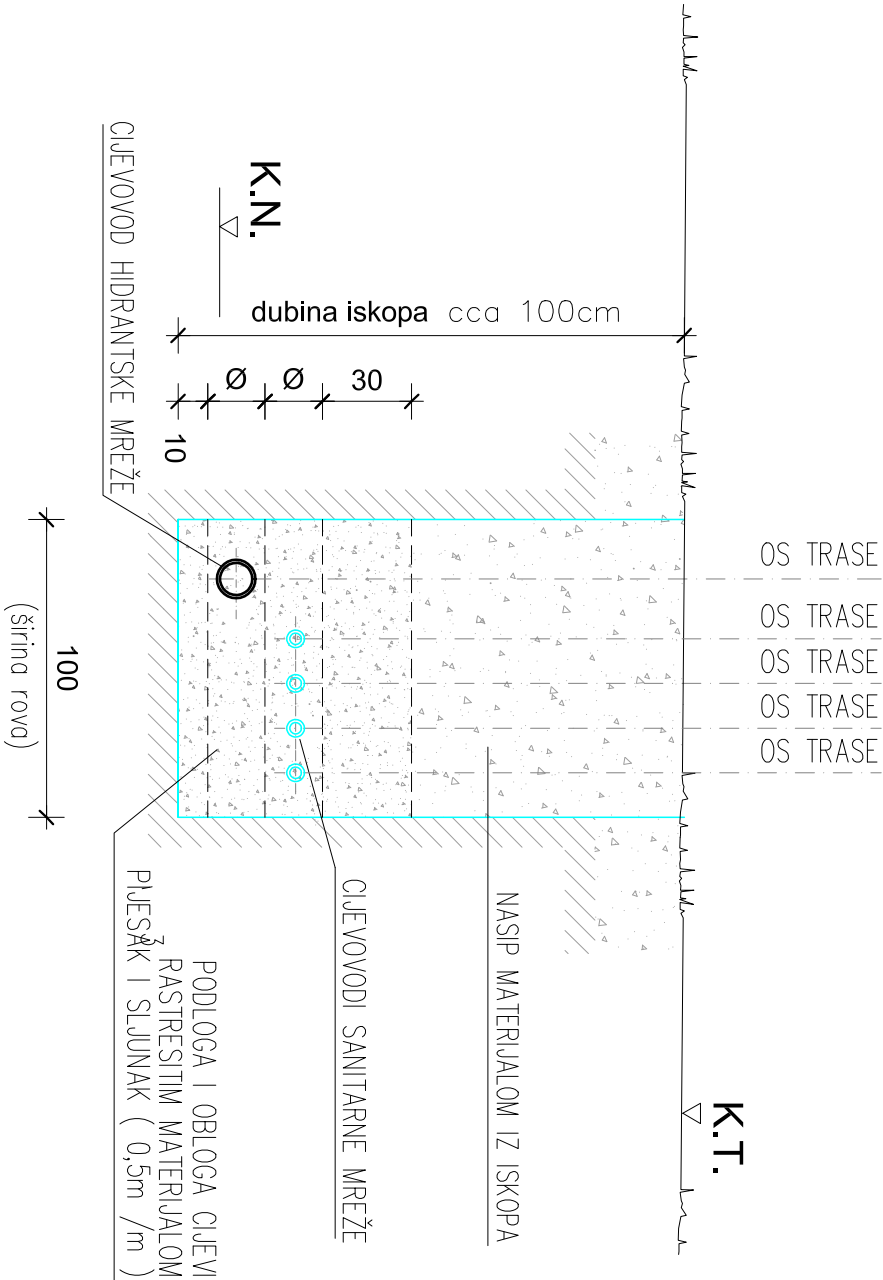 OS TRASE
OS TRASE
OS TRASE
OS TRASE
OS TRASE
K.T.
K.N.
dubina iskopa cca 100cm
10
Ø
Ø
30
100
(širina rova)
CIJEVOVOD HIDRANTSKE MREŽE
NASIP MATERIJALOM IZ ISKOPA
CIJEVOVODI SANITARNE MREŽE
PODLOGA I OBLOGA CIJEVI
RASTRESITIM MATERIJALOM
PIJESAK I SLJUNAK ( 0,5m³ /m )